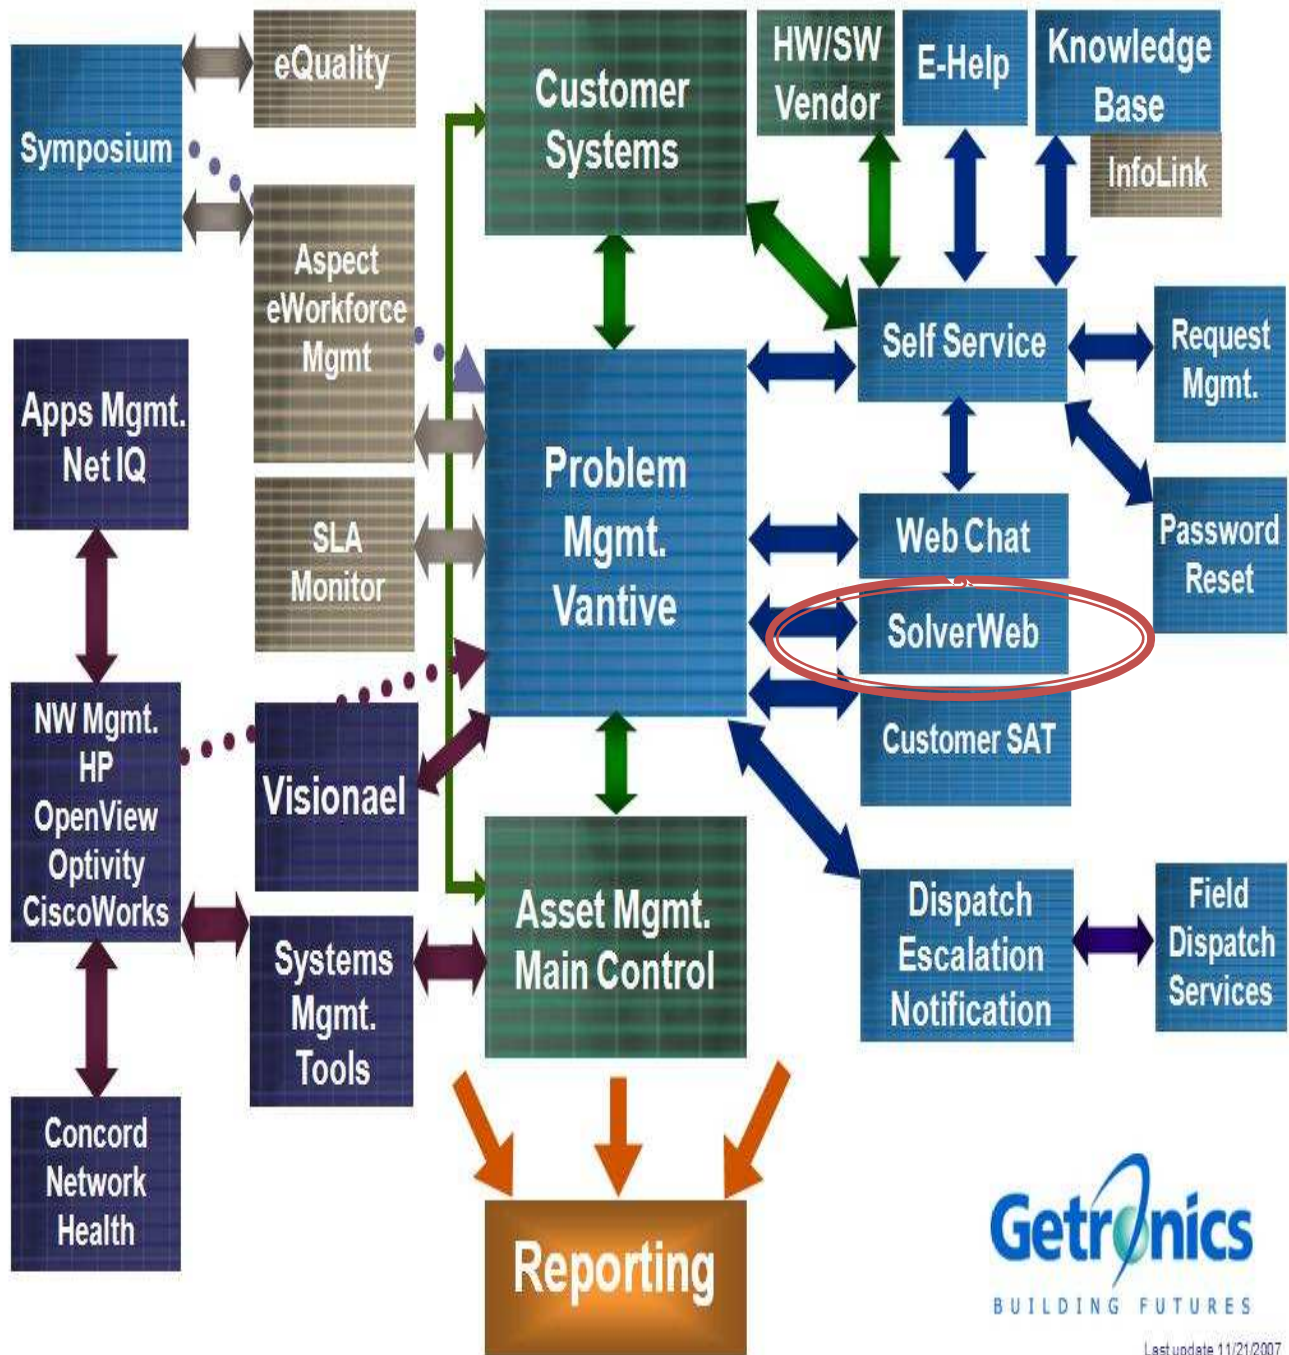 eQuality
Symposium
Aspect
eWorkforce
Mgmt
Customer
Systems
HW/SW
Vendor
E-Help
Knowledge
Base
InfoLink
Self Service
Request
Mgmt.
Apps Mgmt.
Net IQ
SLA
Monitor
Problem
Mgmt.
Vantive
Web Chat
Password
Reset
SolverWeb
Customer SAT
NW Mgmt.
HP
OpenView
Optivity
CiscoWorks
Visionael
Systems
Mgmt.
Tools
Asset Mgmt.
Main Control
Dispatch
Escalation
Notification
Field
Dispatch
Services
Concord
Network
Health
Reporting
Getronics
BUILDING FUTURES
Last update 11/21/2007